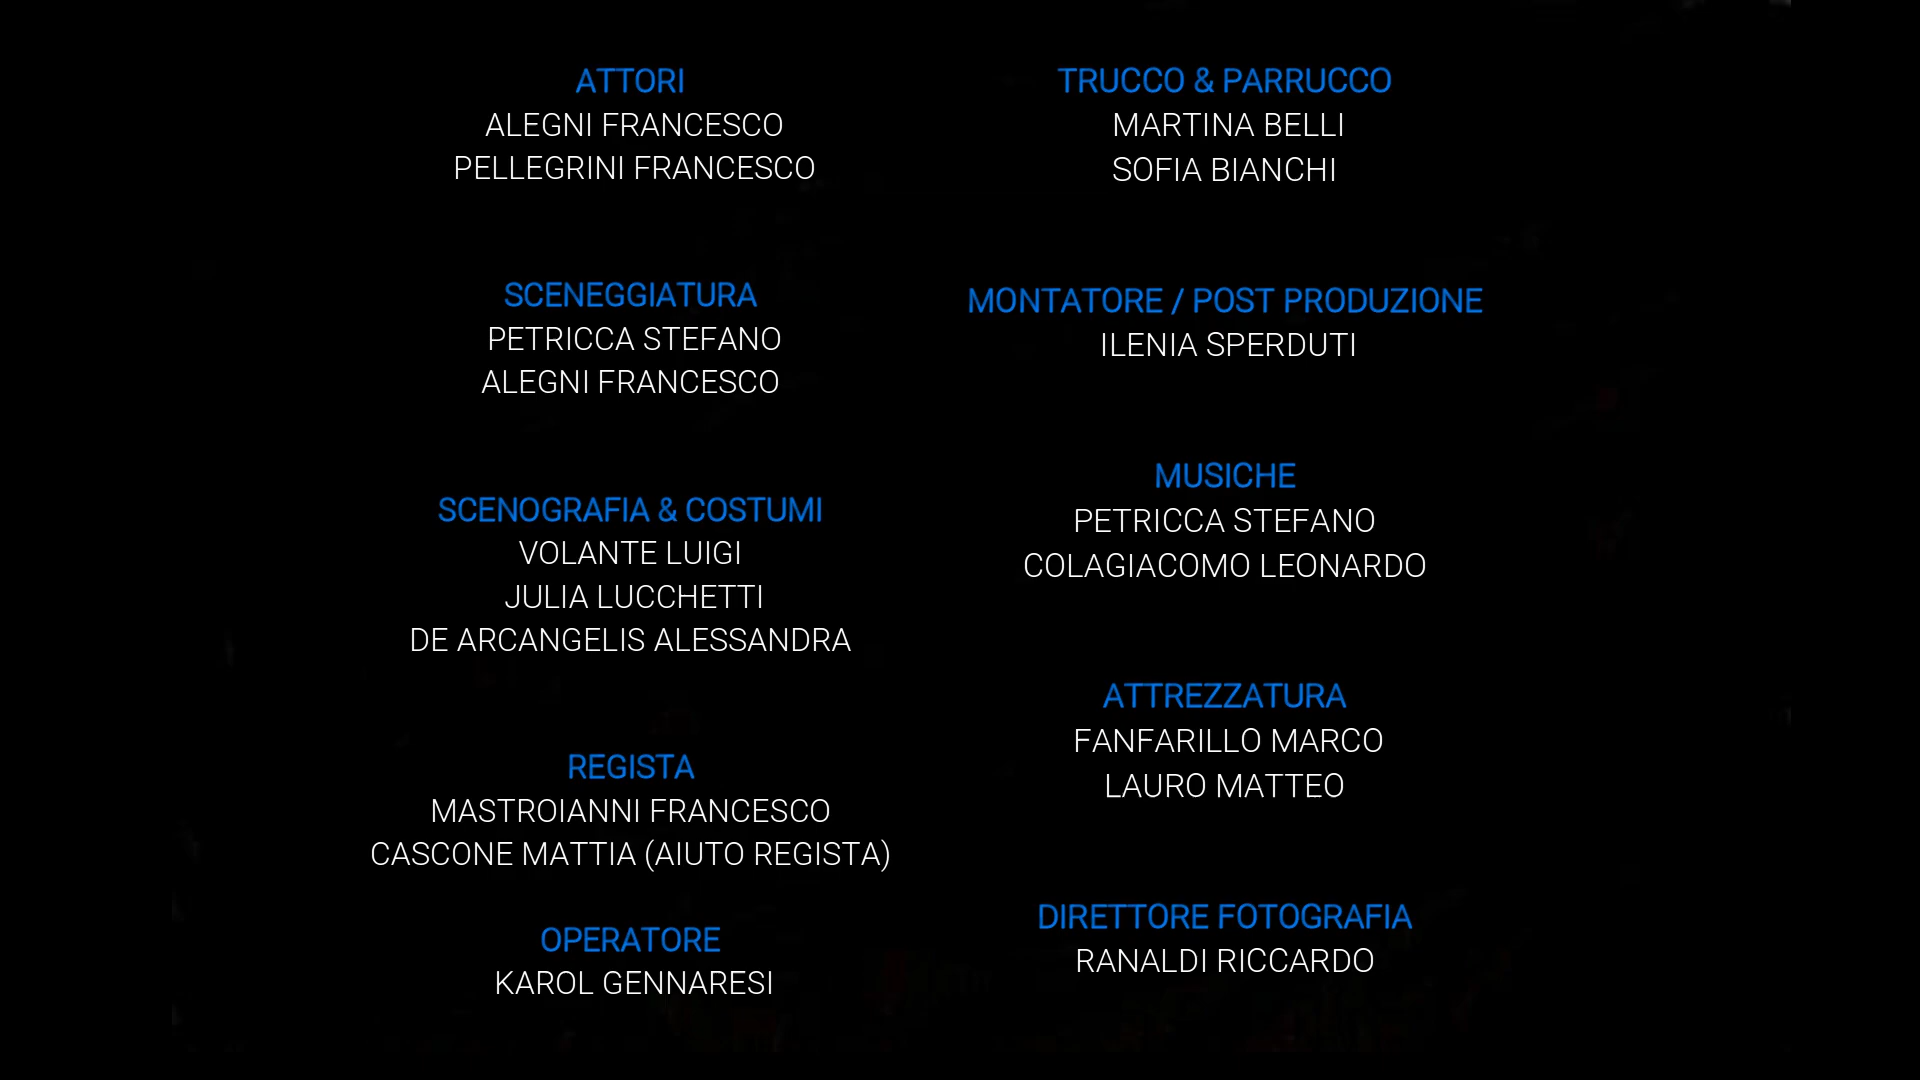 ATTORI
ALEGNI FRANCESCO
PELLEGRINI FRANCESCO
SCENEGGIATURA
PETRICCA STEFANO
ALEGNI FRANCESCO
SCENOGRAFIA & COSTUMI
VOLANTE LUIGI
JULIA LUCCHETTI
DE ARCANGELIS ALESSANDRA
REGISTA
MASTROIANNI FRANCESCO
CASCONE MATTIA (AIUTO REGISTA)
OPERATORE
KAROL GENNARESI
TRUCCO & PARRUCCO
MARTINA BELLI
SOFIA BIANCHI
MONTATORE / POST PRODUZIONE
ILENIA SPERDUTI
MUSICHE
PETRICCA STEFANO
COLAGIACOMO LEONARDO
ATTREZZATURA
FANFARILLO MARCO
LAURO MATTEO
DIRETTORE FOTOGRAFIA
RANALDI RICCARDO